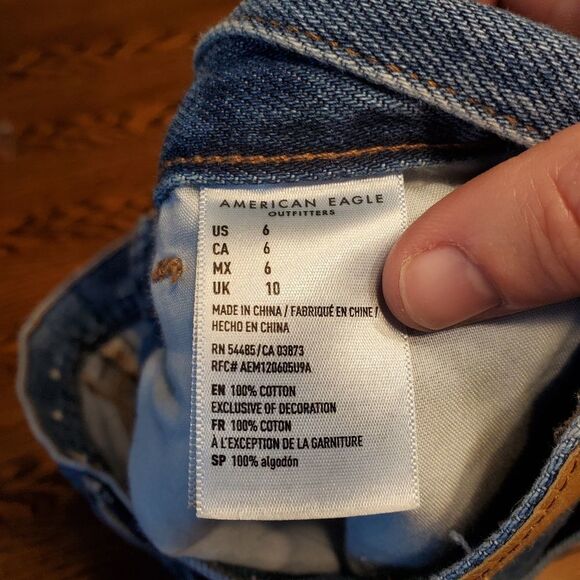 AMERICAN EAGLE
OUTFITTERS
US 6
CA 6
MX 6
UK 10
MADE IN CHINA / FABRIQUÉ EN CHINE /
HECHO EN CHINA
RN 54485/CA 03873
RFC# AEM120605U9A
EN 100% COTTON
EXCLUSIVE OF DECORATION
FR 100% COTON
À L'EXCEPTION DE LA GARNITURE
SP 100% algodón